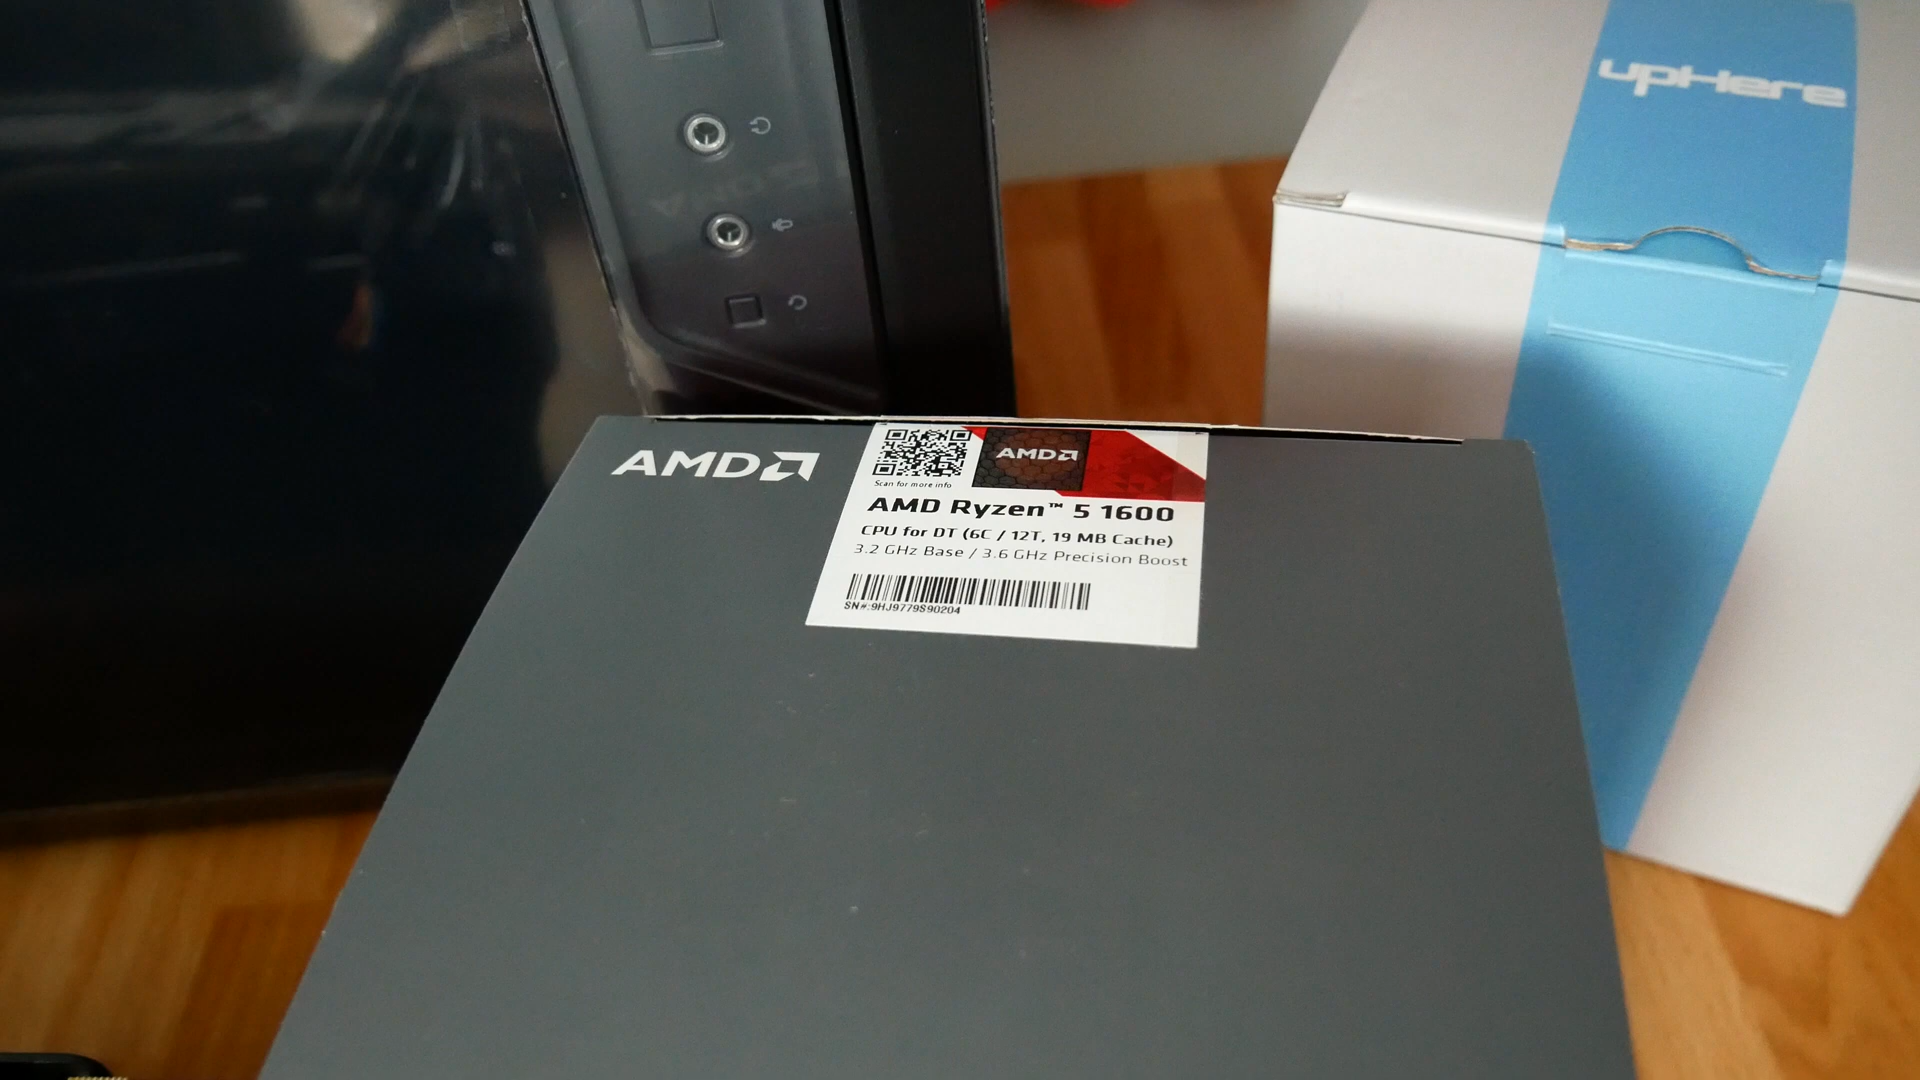 upHere
AMD
AMD
Scan for more info
AMD Ryzen™ 5 1600
CPU for DT (6C / 12T, 19 MB Cache)
3.2 GHz Base / 3.6 GHz Precision Boost
SN#:9HJ9779S90204